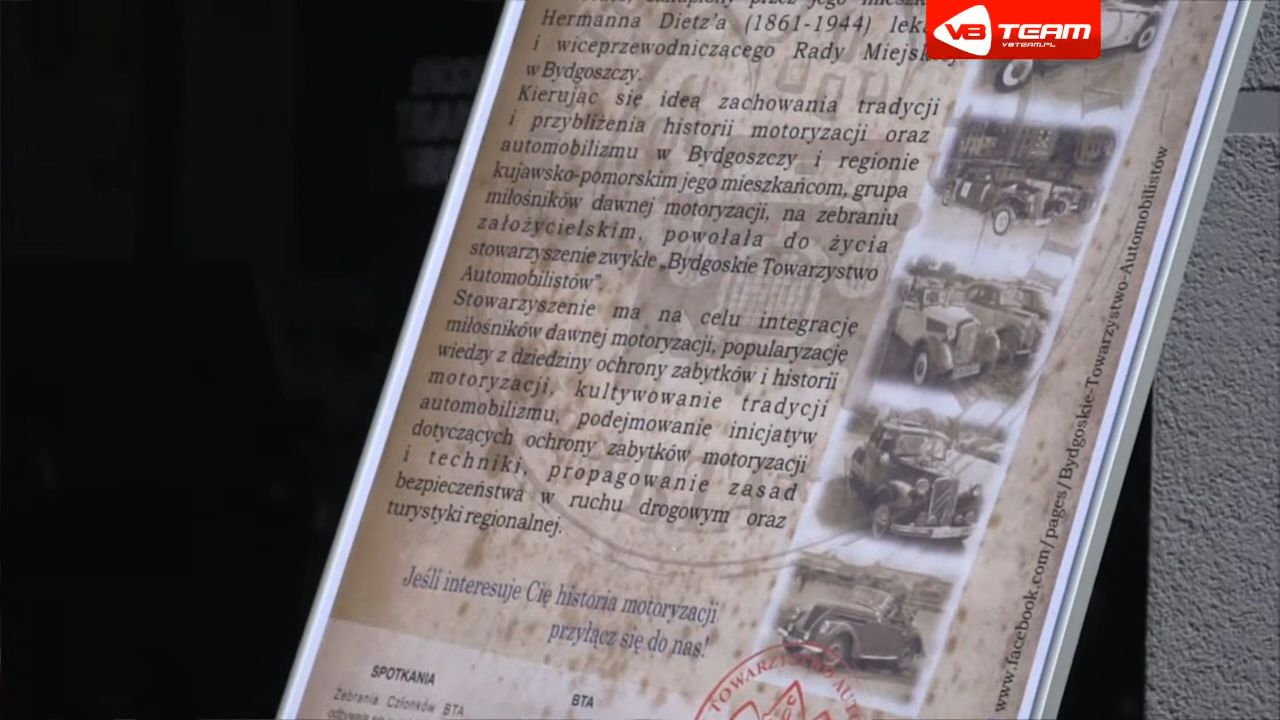 V8 TEAM
V8TEAM.PL
Hermanna Dietz'a (1861-1944)
i wiceprzewodniczącego Rady
w Bydgoszczy.
Kierując się ideą zachowania tradycji
i przybliżenia historii motoryzacji oraz
automobilizmu w Bydgoszczy i regionie
kujawsko-pomorskim jego mieszkańcom, grupa
miłośników dawnej motoryzacji, na zebraniu
założycielskim, powołała do życia
stowarzyszenie zwykłe „Bydgoskie Towarzystwo
Automobilistów”.
Stowarzyszenie ma na celu integrację
miłośników dawnej motoryzacji, popularyzację
wiedzy z dziedziny ochrony zabytków i historii
motoryzacji, kultywowanie tradycji
automobilizmu, podejmowanie inicjatyw
dotyczących ochrony zabytków motoryzacji
i techniki, propagowanie zasad
bezpieczeństwa w ruchu drogowym oraz
turystyki regionalnej.
Jeśli interesuje Cię historia motoryzacji
przyłącz się do nas!
SPOTKANIA
Zebrania Członków BTA
BTA
TOWARZYSTWO
www.facebook.com/pages/Bydgoskie-Towarzystwo-Automobilistów